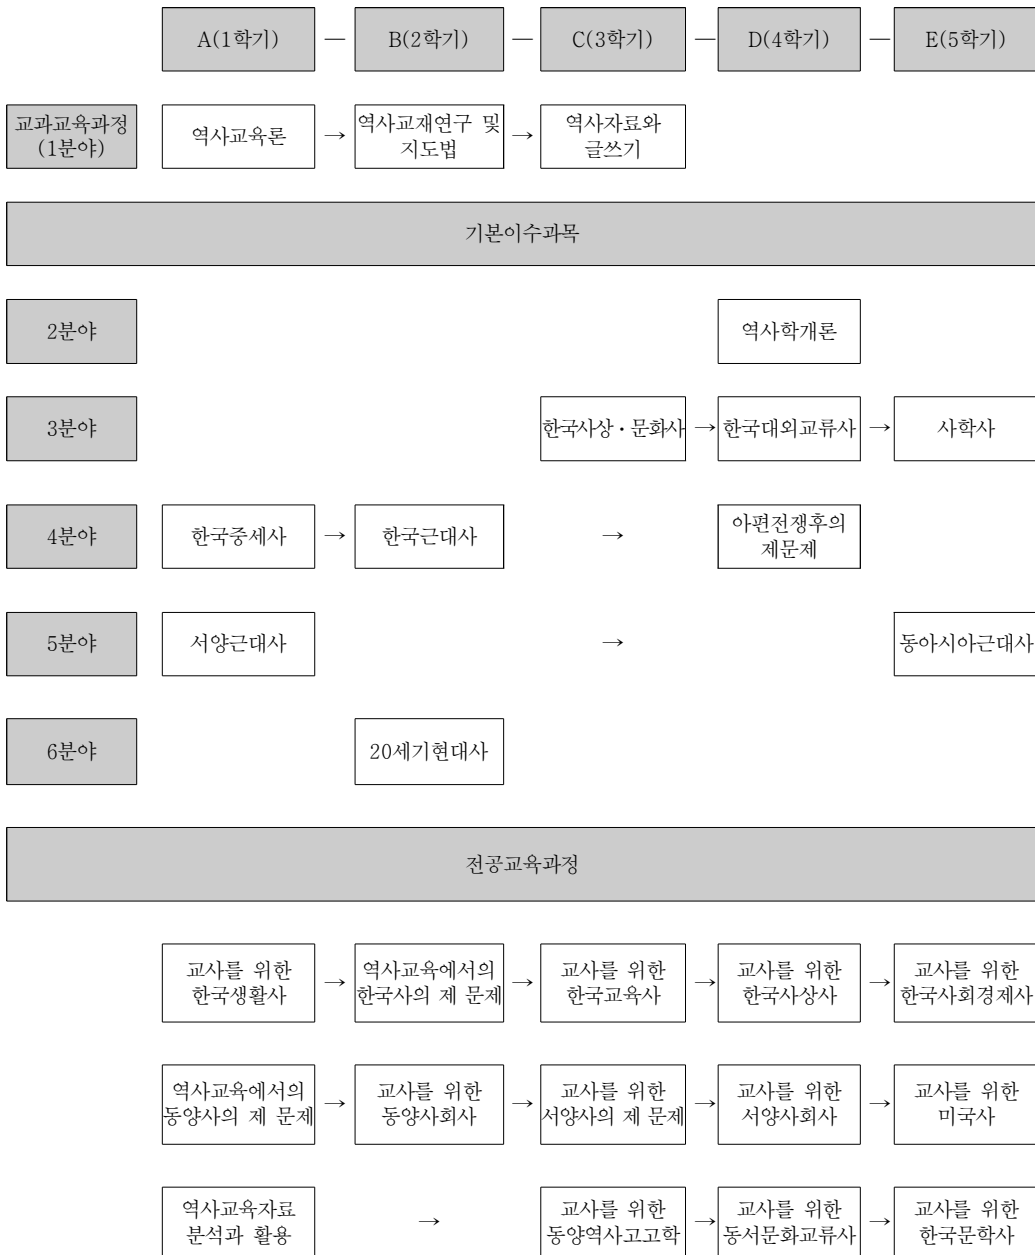 A(1학기) — B(2학기) — C(3학기) — D(4학기) — E(5학기)
교과교육과정
(1분야)
역사교육론 →
역사교재연구 및
지도법
→
역사자료와
글쓰기
기본이수과목
2분야
역사학개론
3분야
한국사상·문화사 → 한국대외교류사 → 사학사
4분야
한국중세사 → 한국근대사 →
아편전쟁후의
제문제
5분야
서양근대사 → 동아시아근대사
6분야
20세기현대사
전공교육과정
교사를 위한
한국생활사
→
역사교육에서의
한국사의 제 문제
→
교사를 위한
한국교육사
→
교사를 위한
한국사상사
→
교사를 위한
한국사회경제사
역사교육에서의
동양사의 제 문제
→
교사를 위한
동양사회사
→
교사를 위한
서양사의 제 문제
→
교사를 위한
서양사회사
→
교사를 위한
미국사
역사교육자료
분석과 활용
→
교사를 위한
동양역사고고학
→
교사를 위한
동서문화교류사
→
교사를 위한
한국문학사